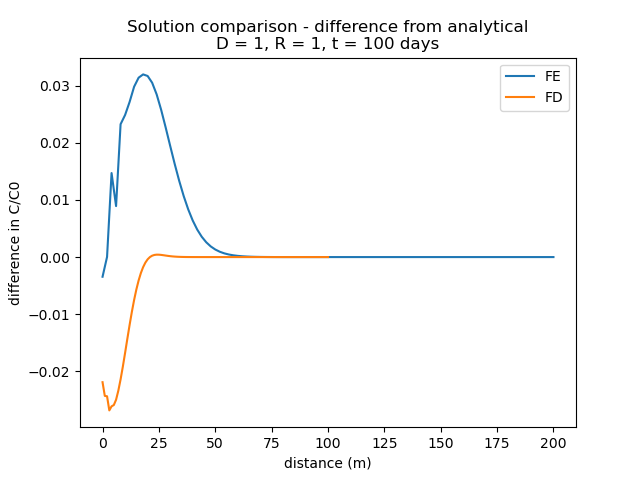 Solution comparison - difference from analytical
D = 1, R = 1, t = 100 days
FE
FD
difference in C/C0
0.03
0.02
0.01
0.00
−0.01
−0.02
0
25
50
75
100
125
150
175
200
distance (m)